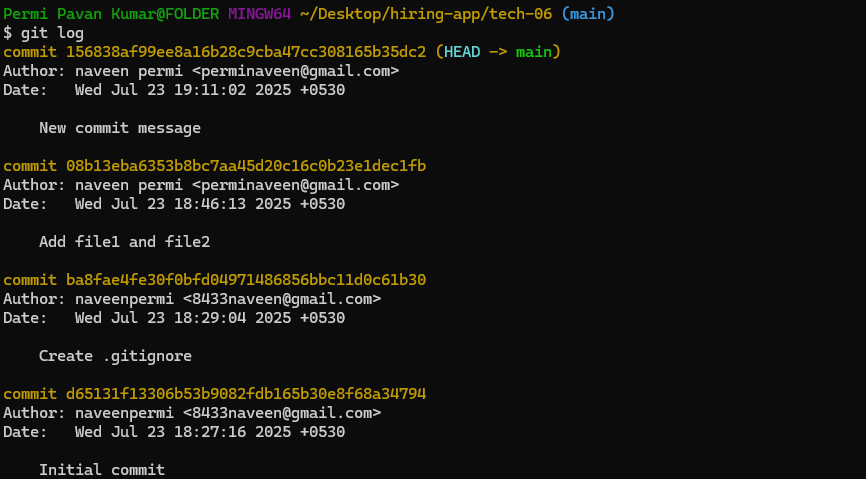 Permi Pavan Kumar@FOLDER MINGW64 ~/Desktop/hiring-app/tech-06 (main)
$ git log
commit 156838af99ee8a16b28c9cba47cc308165b35dc2 (HEAD -> main)
Author: naveen permi <perminaveen@gmail.com>
Date:   Wed Jul 23 19:11:02 2025 +0530
    New commit message
commit 08b13eba6353b8bc7aa45d20c16c0b23e1dec1fb
Author: naveen permi <perminaveen@gmail.com>
Date:   Wed Jul 23 18:46:13 2025 +0530
    Add file1 and file2
commit ba8fae4fe30f0bfd04971486856bbc11d0c61b30
Author: naveenpermi <8433naveen@gmail.com>
Date:   Wed Jul 23 18:29:04 2025 +0530
    Create .gitignore
commit d65131f13306b53b9082fdb165b30e8f68a34794
Author: naveenpermi <8433naveen@gmail.com>
Date:   Wed Jul 23 18:27:16 2025 +0530
    Initial commit